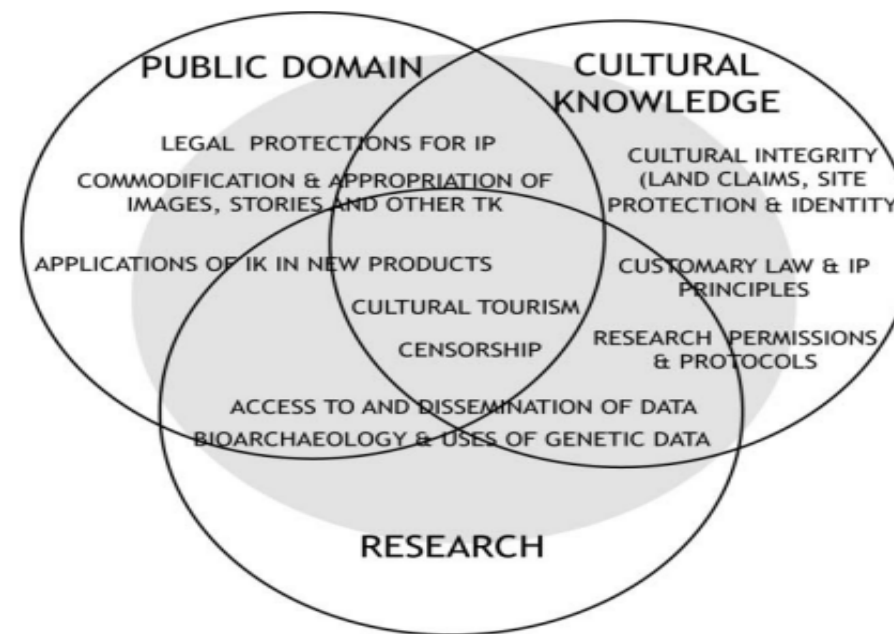 PUBLIC DOMAIN
CULTURAL
KNOWLEDGE
LEGAL PROTECTIONS FOR IP
COMMODIFICATION & APPROPRIATION OF
IMAGES, STORIES AND OTHER TK
APPLICATIONS OF IK IN NEW PRODUCTS
CULTURAL INTEGRITY
(LAND CLAIMS, SITE
PROTECTION & IDENTITY
CUSTOMARY LAW & IP
PRINCIPLES
CULTURAL TOURISM
CENSORSHIP
RESEARCH PERMISSIONS
& PROTOCOLS
ACCESS TO AND DISSEMINATION OF DATA
BIOARCHAEOLOGY & USES OF GENETIC DATA
RESEARCH